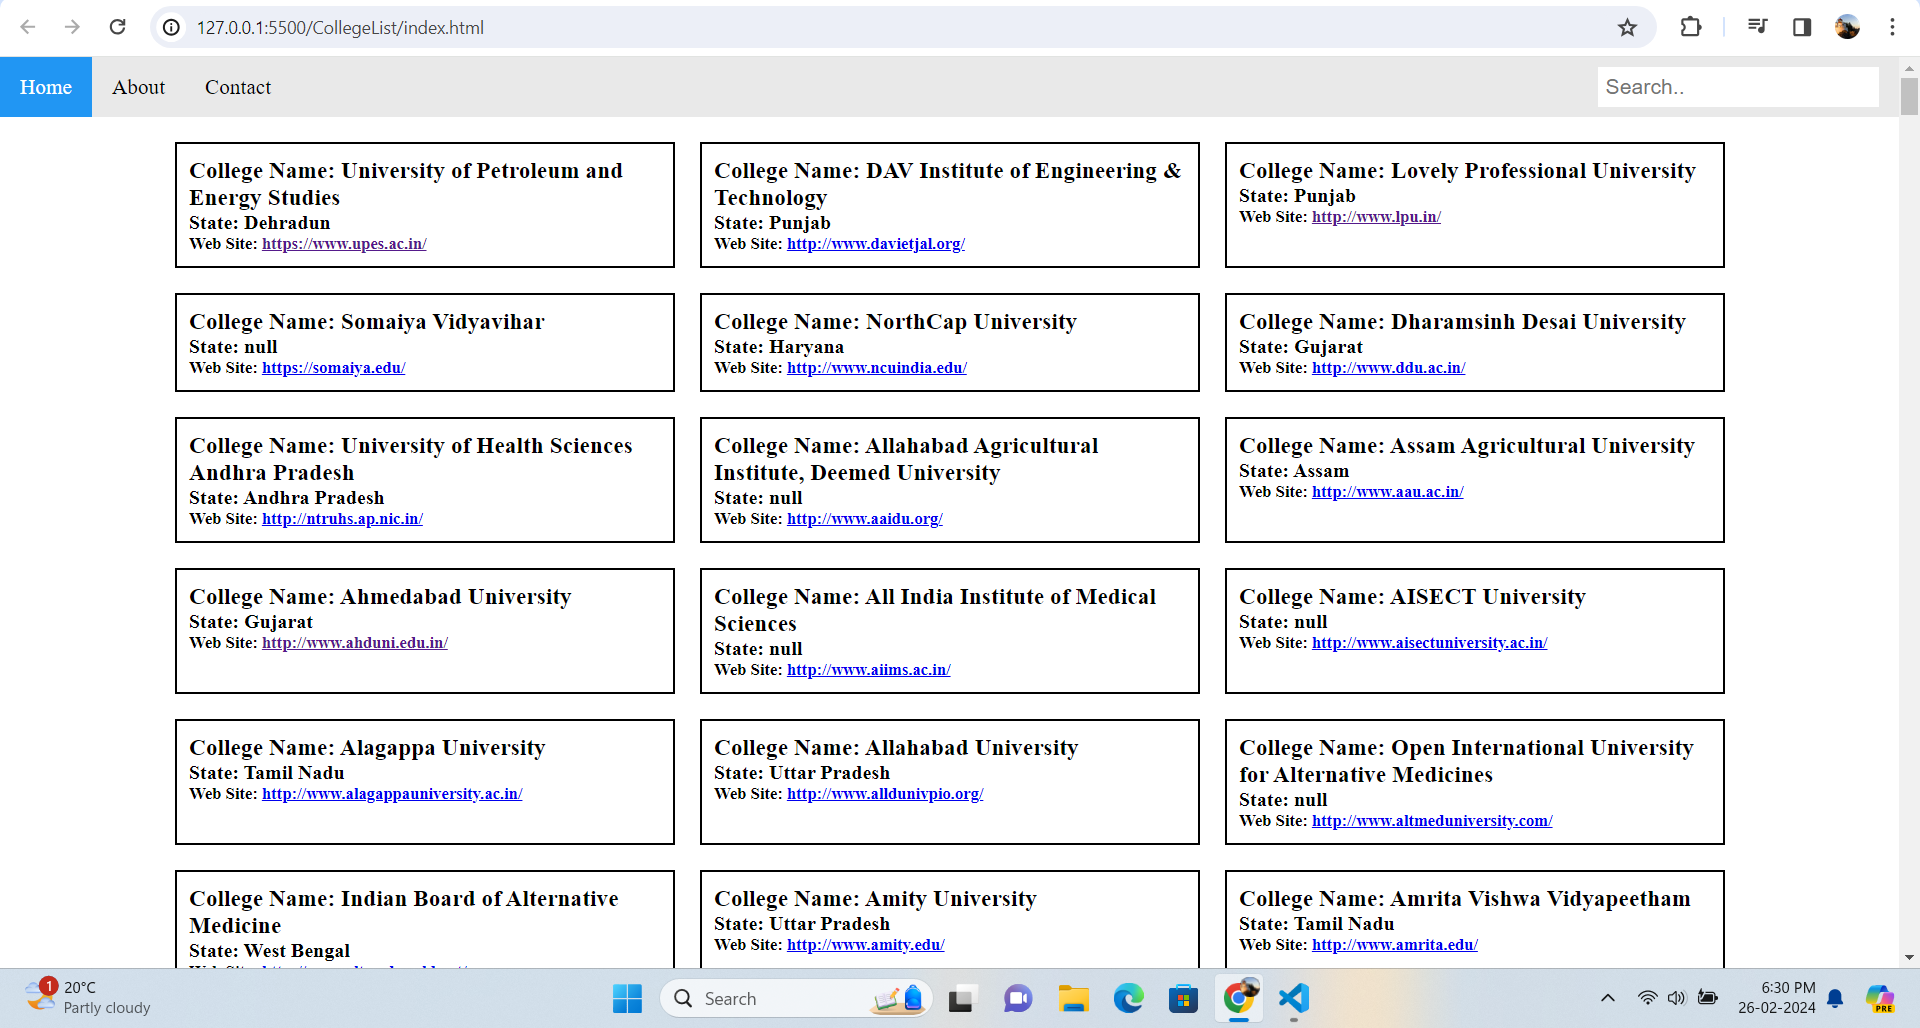 127.0.0.1:5500/CollegeList/index.html
Home About Contact Search..
College Name: University of Petroleum and
Energy Studies
State: Dehradun
Web Site: https://www.upes.ac.in/
College Name: DAV Institute of Engineering &
Technology
State: Punjab
Web Site: http://www.davietjal.org/
College Name: Lovely Professional University
State: Punjab
Web Site: http://www.lpu.in/
College Name: Somaiya Vidyavihar
State: null
Web Site: https://somaiya.edu/
College Name: NorthCap University
State: Haryana
Web Site: http://www.ncuindia.edu/
College Name: Dharamsinh Desai University
State: Gujarat
Web Site: http://www.ddu.ac.in/
College Name: University of Health Sciences
Andhra Pradesh
State: Andhra Pradesh
Web Site: http://ntruhs.ap.nic.in/
College Name: Allahabad Agricultural
Institute, Deemed University
State: null
Web Site: http://www.aaidu.org/
College Name: Assam Agricultural University
State: Assam
Web Site: http://www.aau.ac.in/
College Name: Ahmedabad University
State: Gujarat
Web Site: http://www.ahduni.edu.in/
College Name: All India Institute of Medical
Sciences
State: null
Web Site: http://www.aiims.ac.in/
College Name: AISECT University
State: null
Web Site: http://www.aisectuniversity.ac.in/
College Name: Alagappa University
State: Tamil Nadu
Web Site: http://www.alagappauniversity.ac.in/
College Name: Allahabad University
State: Uttar Pradesh
Web Site: http://www.alldunivpio.org/
College Name: Open International University
for Alternative Medicines
State: null
Web Site: http://www.altmeduniversity.com/
College Name: Indian Board of Alternative
Medicine
State: West Bengal
College Name: Amity University
State: Uttar Pradesh
Web Site: http://www.amity.edu/
College Name: Amrita Vishwa Vidyapeetham
State: Tamil Nadu
Web Site: http://www.amrita.edu/
1
20°C
Partly cloudy
Search
6:30 PM
26-02-2024
PRE